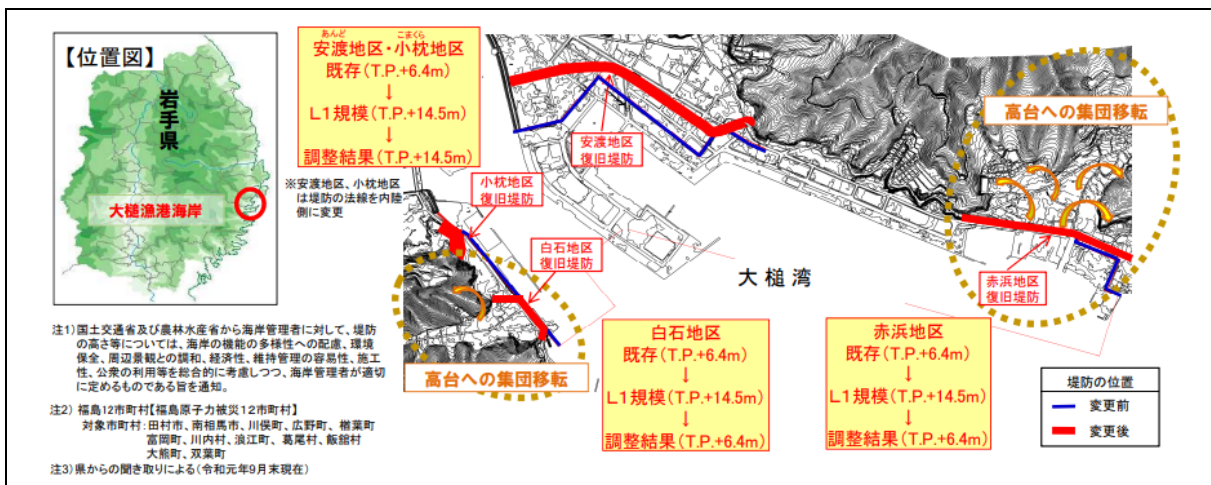 【位置図】
岩手県
大槌漁港海岸
あんど こまくら
安渡地区・小枕地区
既存(T.P.+6.4m)
↓
L1規模(T.P.+14.5m)
↓
調整結果(T.P.+14.5m)
※安渡地区、小枕地区
は堤防の法線を内陸
側に変更
安渡地区
復旧堤防
小枕地区
復旧堤防
白石地区
復旧堤防
高台への集団移転
大槌湾
高台への集団移転
赤浜地区
復旧堤防
白石地区
既存(T.P.+6.4m)
↓
L1規模(T.P.+14.5m)
↓
調整結果(T.P.+6.4m)
赤浜地区
既存(T.P.+6.4m)
↓
L1規模(T.P.+14.5m)
↓
調整結果(T.P.+6.4m)
堤防の位置
変更前
変更後
注1)国土交通省及び農林水産省から海岸管理者に対して、堤防
の高さ等については、海岸の機能の多様性への配慮、環境
保全、周辺景観との調和、経済性、維持管理の容易性、施工
性、公衆の利用等を総合的に考慮しつつ、海岸管理者が適切
に定めるものである旨を通知。
注2) 福島12市町村【福島原子力被災12市町村】
対象市町村:田村市、南相馬市、川俣町、広野町、楢葉町
富岡町、川内村、浪江町、葛尾村、飯舘村
大熊町、双葉町
注3)県からの聞き取りによる(令和元年9月末現在)